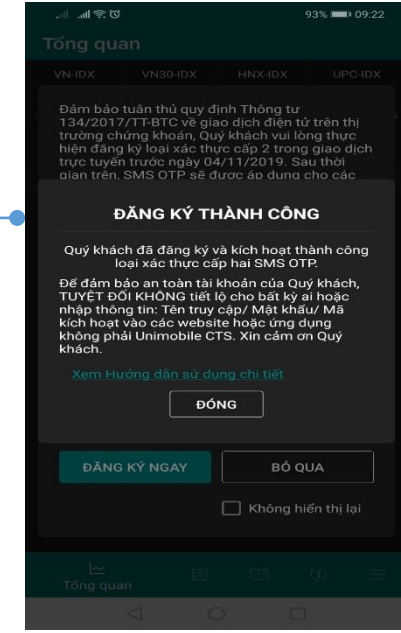 93% 09:22
Tổng quan
VN-IDX VN30-IDX HNX-IDX UPC-IDX
Đảm bảo tuân thủ quy định Thông tư
134/2017/TT-BTC về giao dịch điện tử trên thị
trường chứng khoán, Quý khách vui lòng thực
hiện đăng ký loại xác thực cấp 2 trong giao dịch
trực tuyến trước ngày 04/11/2019. Sau thời
gian trên, SMS OTP sẽ được áp dụng cho các
ĐĂNG KÝ THÀNH CÔNG
Quý khách đã đăng ký và kích hoạt thành công
loại xác thực cấp hai SMS OTP.
Để đảm bảo an toàn tài khoản của Quý khách,
TUYỆT ĐỐI KHÔNG tiết lộ cho bất kỳ ai hoặc
nhập thông tin: Tên truy cập/ Mật khẩu/ Mã
kích hoạt vào các website hoặc ứng dụng
không phải Unimobile CTS. Xin cảm ơn Quý
khách.
Xem Hướng dẫn sử dụng chi tiết
ĐÓNG
ĐĂNG KÝ NGAY BỎ QUA
Không hiển thị lại
Tổng quan